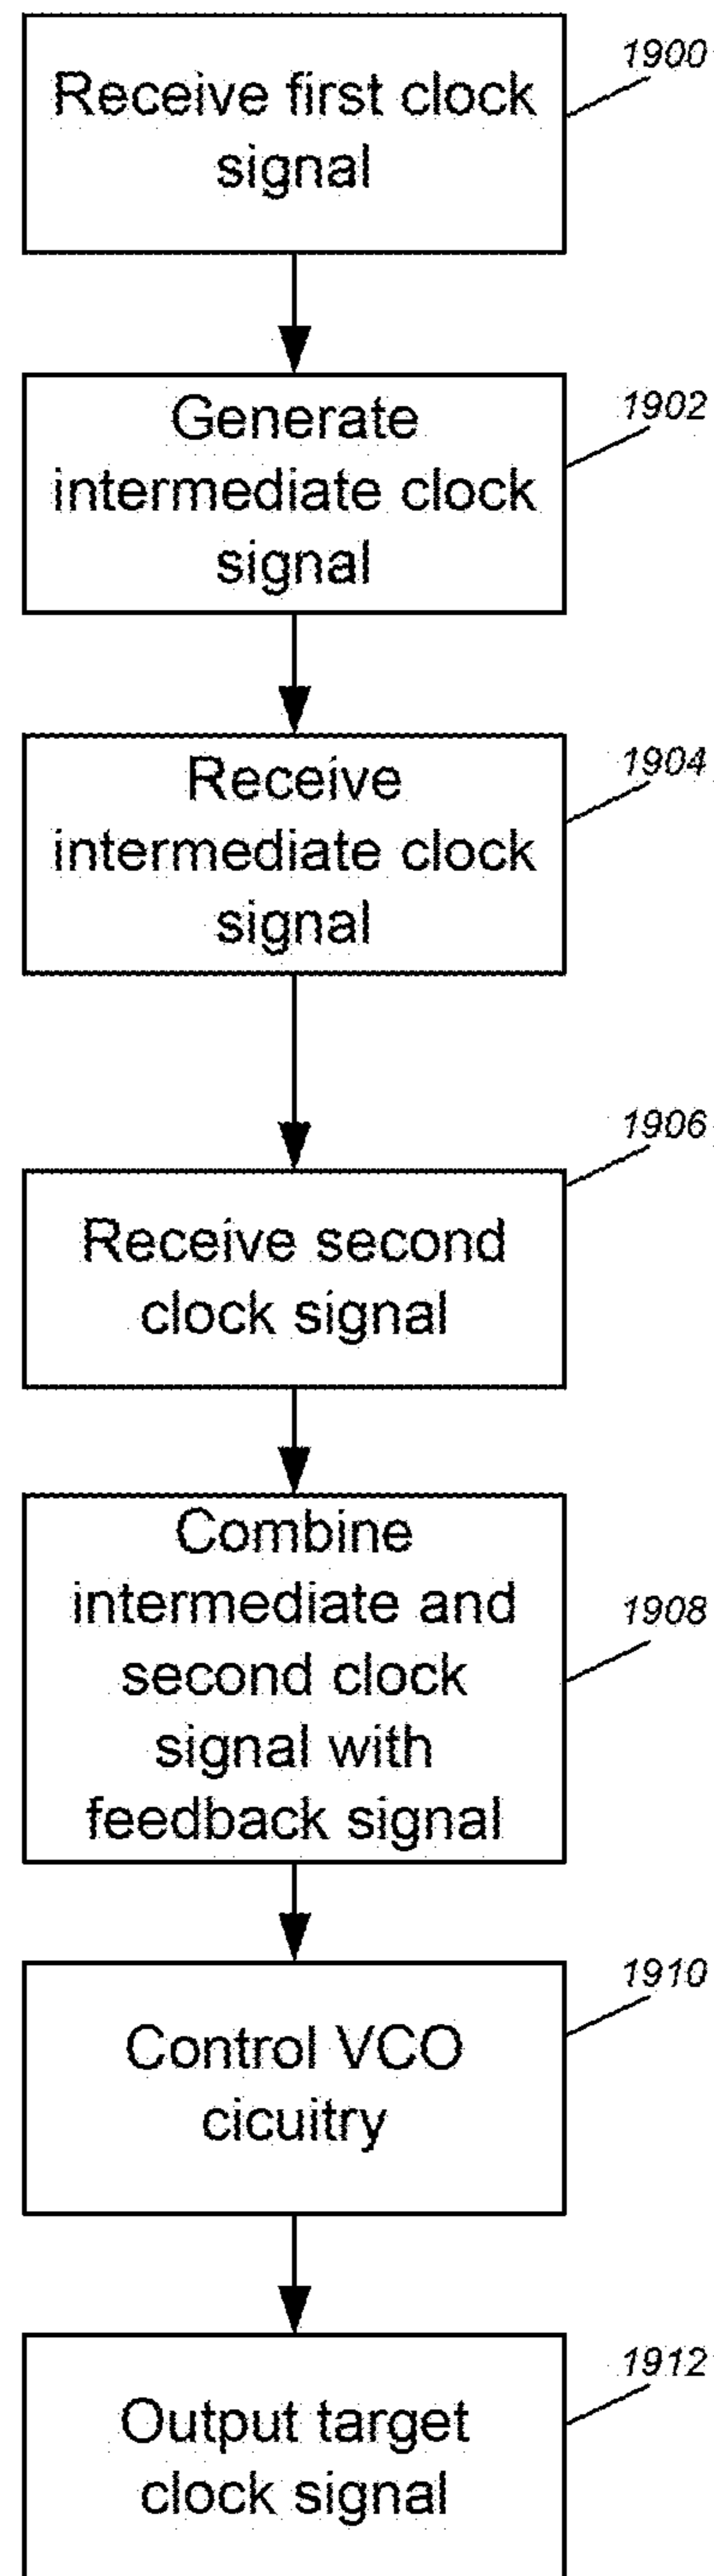 Receive first clock
signal
1900
Generate
intermediate clock
signal
1902
Receive
intermediate clock
signal
1904
Receive second
clock signal
1906
Combine
intermediate and
second clock
signal with
feedback signal
1908
Control VCO
cicuitry
1910
Output target
clock signal
1912